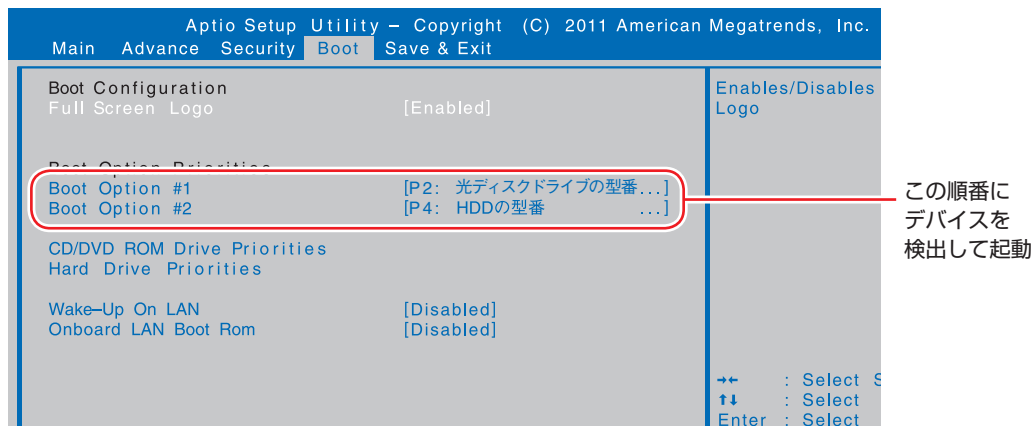 Aptio Setup Utility – Copyright (C) 2011 American Megatrends, Inc.
Main Advance Security Boot Save & Exit
Boot Configuration
Full Screen Logo [Enabled]
Boot Option Priorities
Boot Option #1 [P2: 光ディスクドライブの型番...]
Boot Option #2 [P4: HDDの型番 ...]
CD/DVD ROM Drive Priorities
Hard Drive Priorities
Wake–Up On LAN [Disabled]
Onboard LAN Boot Rom [Disabled]
Enables/Disables
Logo
→← : Select S
↑↓ : Select
Enter : Select
この順番に
デバイスを
検出して起動